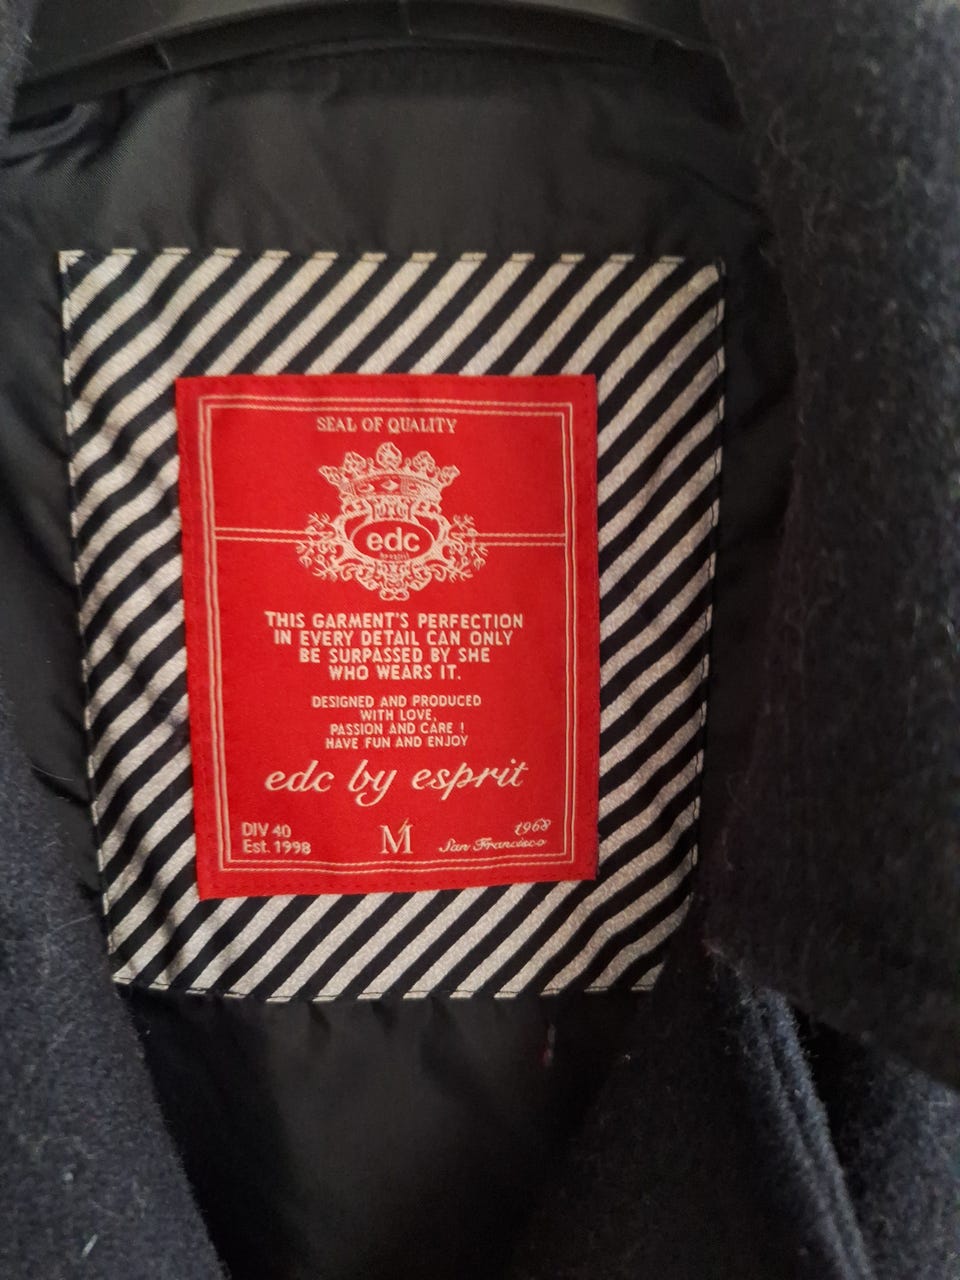 SEAL OF QUALITY
edc
THIS GARMENT'S PERFECTION
IN EVERY DETAIL CAN ONLY
BE SURPASSED BY SHE
WHO WEARS IT.
DESIGNED AND PRODUCED
WITH LOVE,
PASSION AND CARE !
HAVE FUN AND ENJOY
edc by esprit
DIV 40
Est. 1998
M
1968
San Francisco